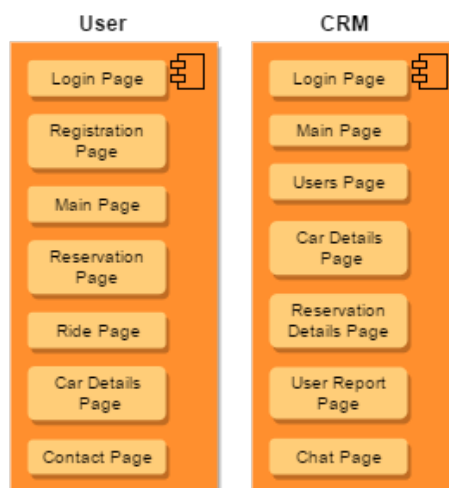 User
Login Page
Registration
Page
Main Page
Reservation
Page
Ride Page
Car Details
Page
Contact Page
CRM
Login Page
Main Page
Users Page
Car Details
Page
Reservation
Details Page
User Report
Page
Chat Page